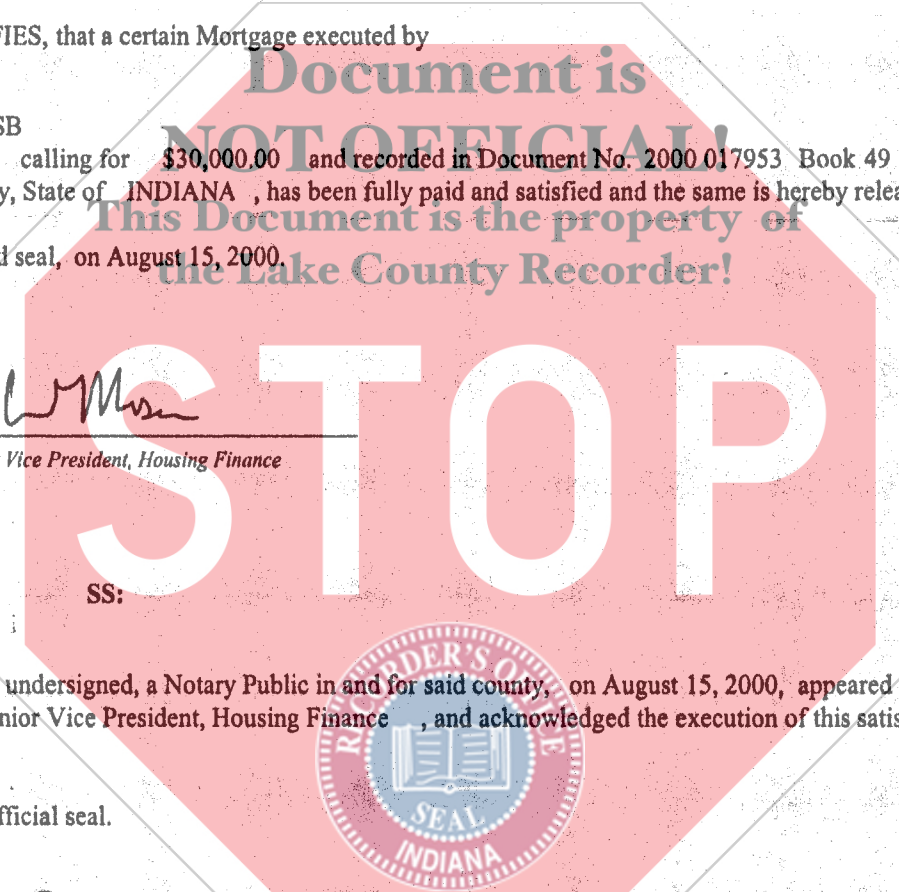 FIES, that a certain Mortgage executed by
Document is
SB
NOT OFFICIAL!
calling for $30,000.00 and recorded in Document No. 2000 017953 Book 49
y, State of INDIANA , has been fully paid and satisfied and the same is hereby relea
This Document is the property of
d seal, on August 15, 2000.
the Lake County Recorder!
STOP
Vice President, Housing Finance
SS:
RECORDER'S OFFICE
undersigned, a Notary Public in and for said county, on August 15, 2000, appeared
nior Vice President, Housing Finance , and acknowledged the execution of this satis
SEAL
fficial seal.
INDIANA